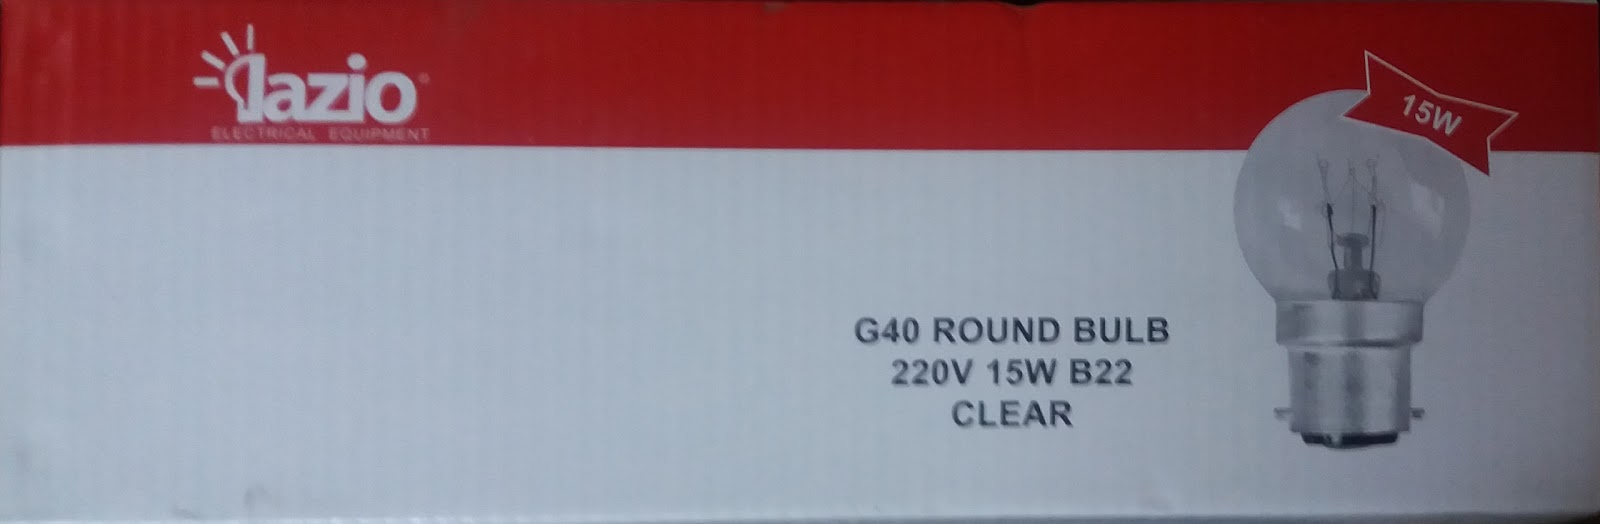 lazio
ELECTRICAL EQUIPMENT
15W
G40 ROUND BULB
220V 15W B22
CLEAR